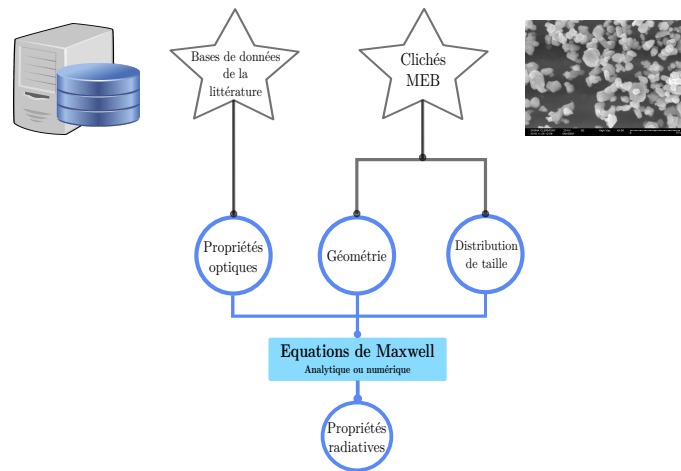 Bases de données
de la
littérature
Clichés
MEB
Propriétés
optiques
Géométrie
Distribution
de taille
Equations de Maxwell
Analytique ou numérique
Propriétés
radiatives